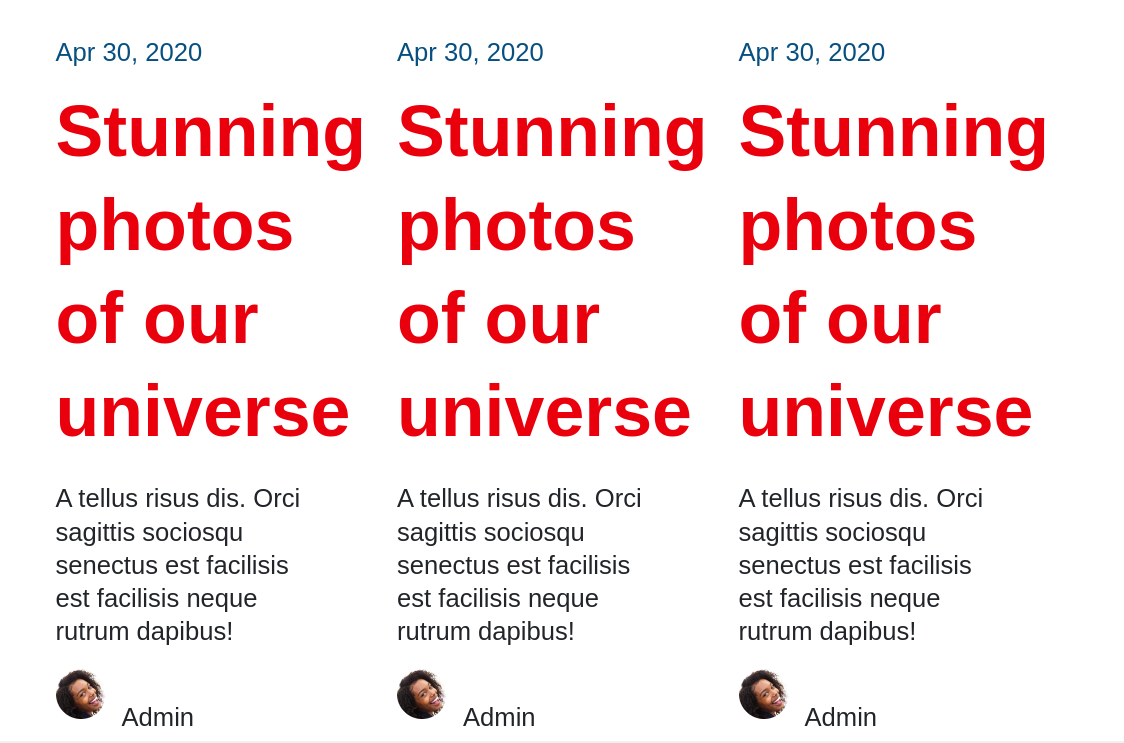 Apr 30, 2020
Stunning
photos
of our
universe
A tellus risus dis. Orci
sagittis sociosqu
senectus est facilisis
est facilisis neque
rutrum dapibus!
Admin
Apr 30, 2020
Stunning
photos
of our
universe
A tellus risus dis. Orci
sagittis sociosqu
senectus est facilisis
est facilisis neque
rutrum dapibus!
Admin
Apr 30, 2020
Stunning
photos
of our
universe
A tellus risus dis. Orci
sagittis sociosqu
senectus est facilisis
est facilisis neque
rutrum dapibus!
Admin